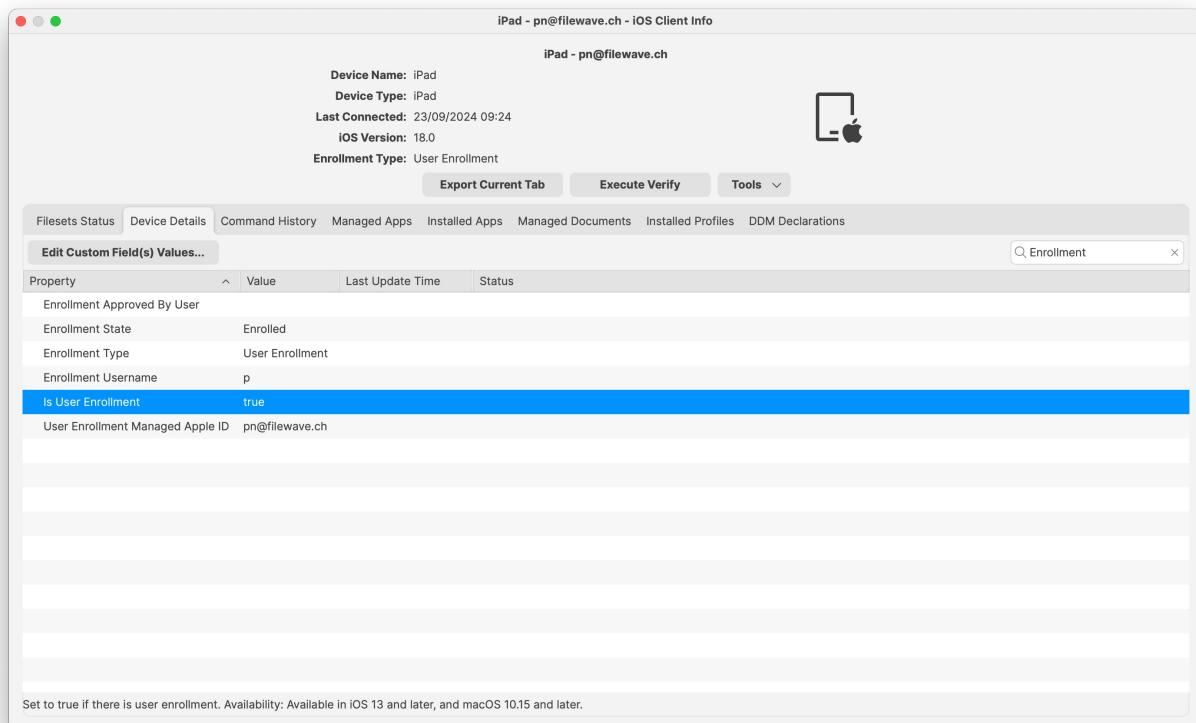 iPad - pn@filewave.ch - iOS Client Info
iPad - pn@filewave.ch
Device Name: iPad
Device Type: iPad
Last Connected: 23/09/2024 09:24
iOS Version: 18.0
Enrollment Type: User Enrollment
Export Current Tab Execute Verify Tools
Filesets Status Device Details Command History Managed Apps Installed Apps Managed Documents Installed Profiles DDM Declarations
Edit Custom Field(s) Values... Enrollment
Property Value Last Update Time Status
Enrollment Approved By User
Enrollment State Enrolled
Enrollment Type User Enrollment
Enrollment Username p
Is User Enrollment true
User Enrollment Managed Apple ID pn@filewave.ch
Set to true if there is user enrollment. Availability: Available in iOS 13 and later, and macOS 10.15 and later.